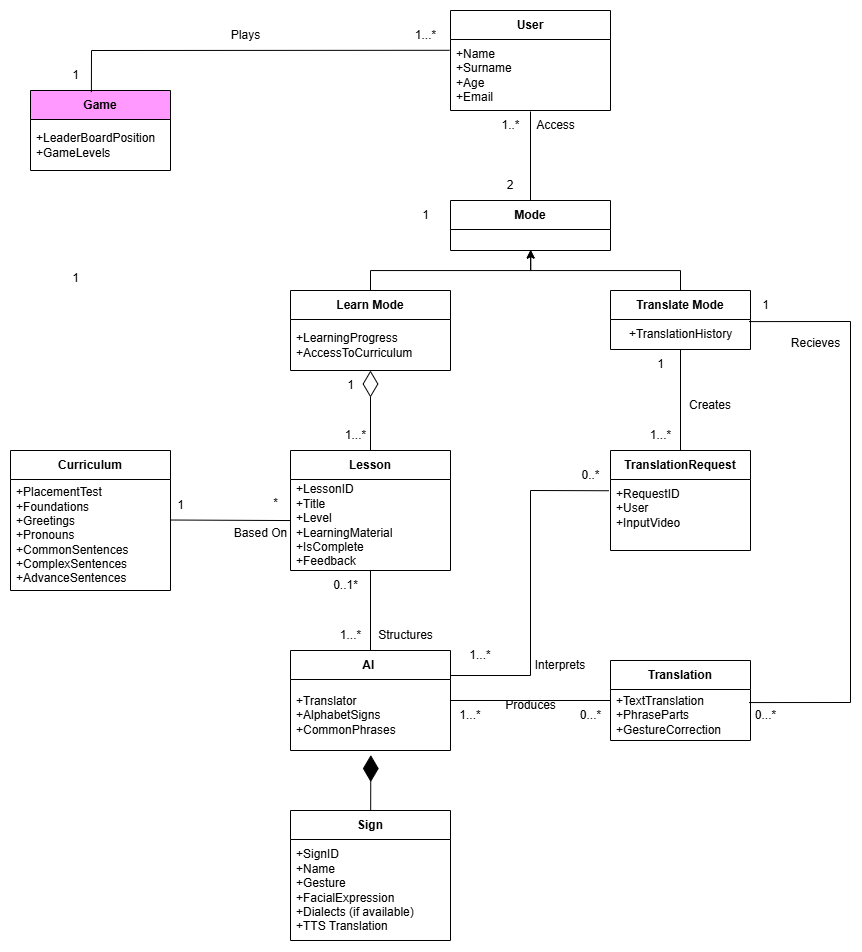 User
Plays
1...*
+Name
+Surname
+Age
+Email
1
Game
+LeaderBoardPosition
+GameLevels
1..*
Access
2
1
Mode
1
Learn Mode
+LearningProgress
+AccessToCurriculum
Translate Mode
+TranslationHistory
1
Recieves
1
1
Creates
1...*
1...*
Curriculum
+PlacementTest
+Foundations
+Greetings
+Pronouns
+CommonSentences
+ComplexSentences
+AdvanceSentences
1
*
Based On
Lesson
+LessonID
+Title
+Level
+LearningMaterial
+IsComplete
+Feedback
0..*
TranslationRequest
+RequestID
+User
+InputVideo
0..1*
1...*
Structures
AI
+Translator
+AlphabetSigns
+CommonPhrases
1...*
Interprets
Produces
1...*
0...*
Translation
+TextTranslation
+PhraseParts
+GestureCorrection
0...*
Sign
+SignID
+Name
+Gesture
+FacialExpression
+Dialects (if available)
+TTS Translation